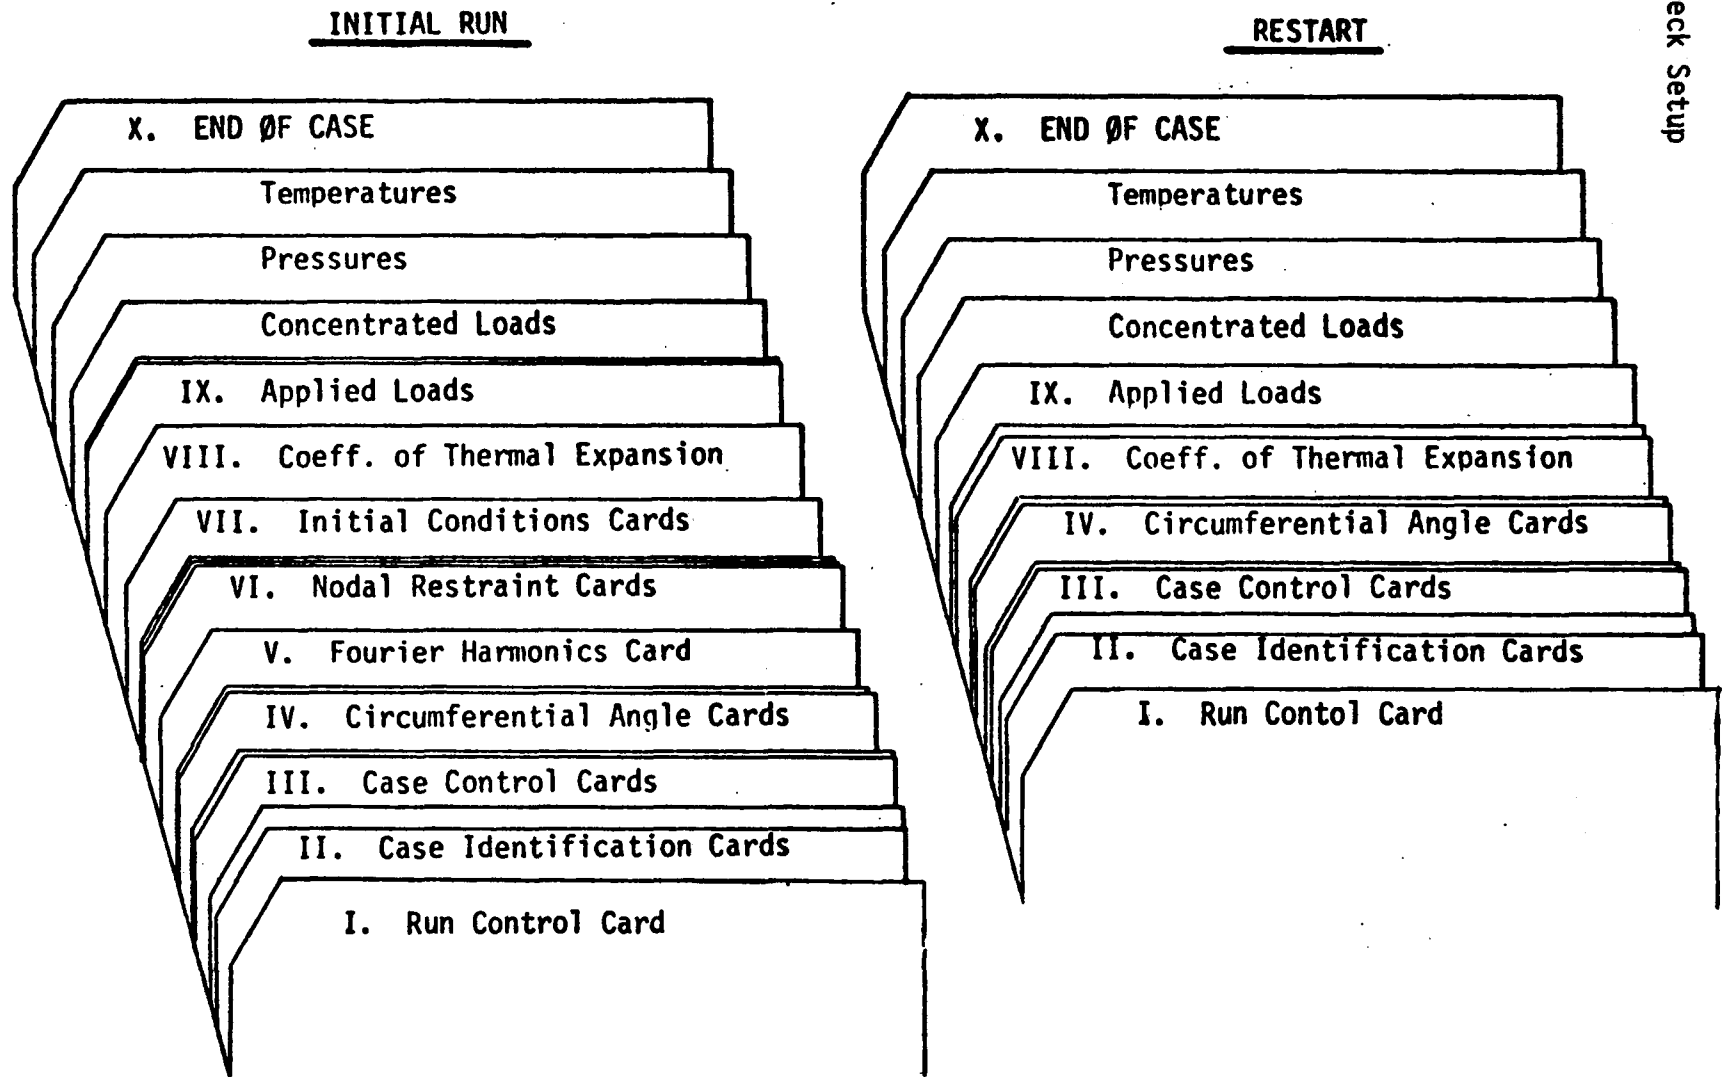 INITIAL RUN
X. END ØF CASE
Temperatures
Pressures
Concentrated Loads
IX. Applied Loads
VIII. Coeff. of Thermal Expansion
VII. Initial Conditions Cards
VI. Nodal Restraint Cards
V. Fourier Harmonics Card
IV. Circumferential Angle Cards
III. Case Control Cards
II. Case Identification Cards
I. Run Control Card
RESTART
X. END ØF CASE
Temperatures
Pressures
Concentrated Loads
IX. Applied Loads
VIII. Coeff. of Thermal Expansion
IV. Circumferential Angle Cards
III. Case Control Cards
II. Case Identification Cards
I. Run Contol Card
eck Setup